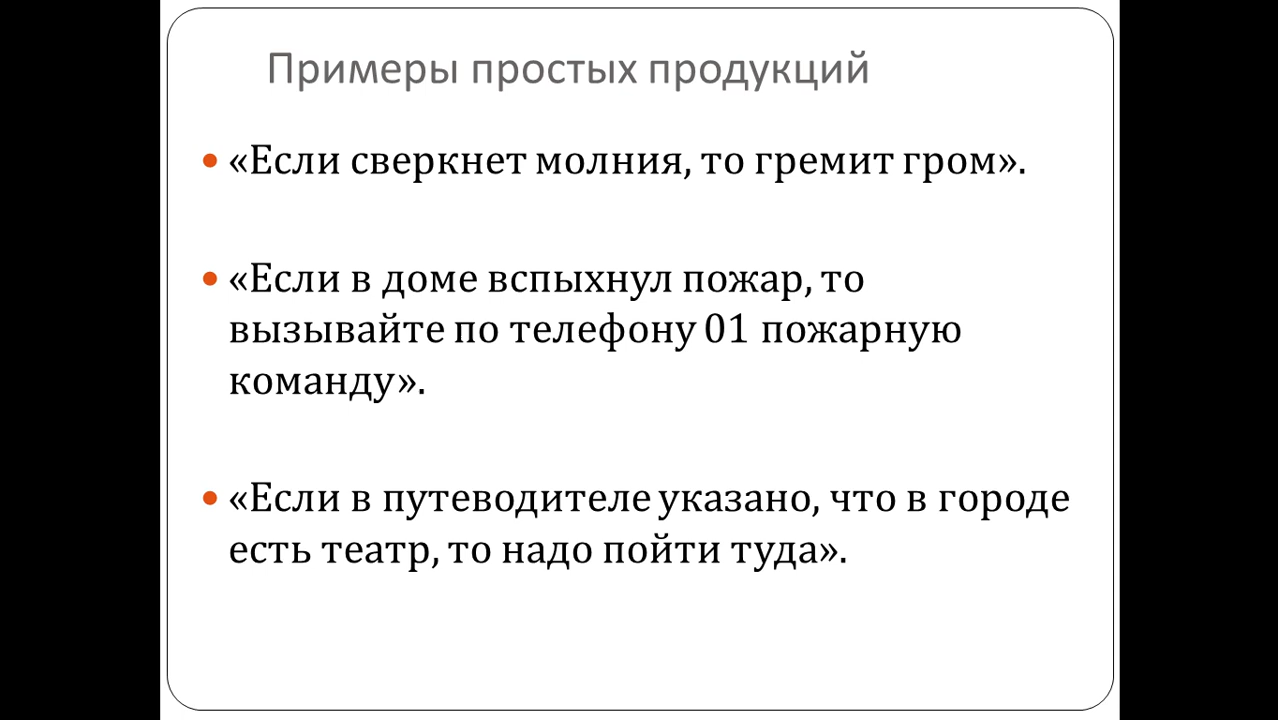 Примеры простых продукций
«Если сверкнет молния, то гремит гром».
«Если в доме вспыхнул пожар, то
вызывайте по телефону 01 пожарную
команду».
«Если в путеводителе указано, что в городе
есть театр, то надо пойти туда».